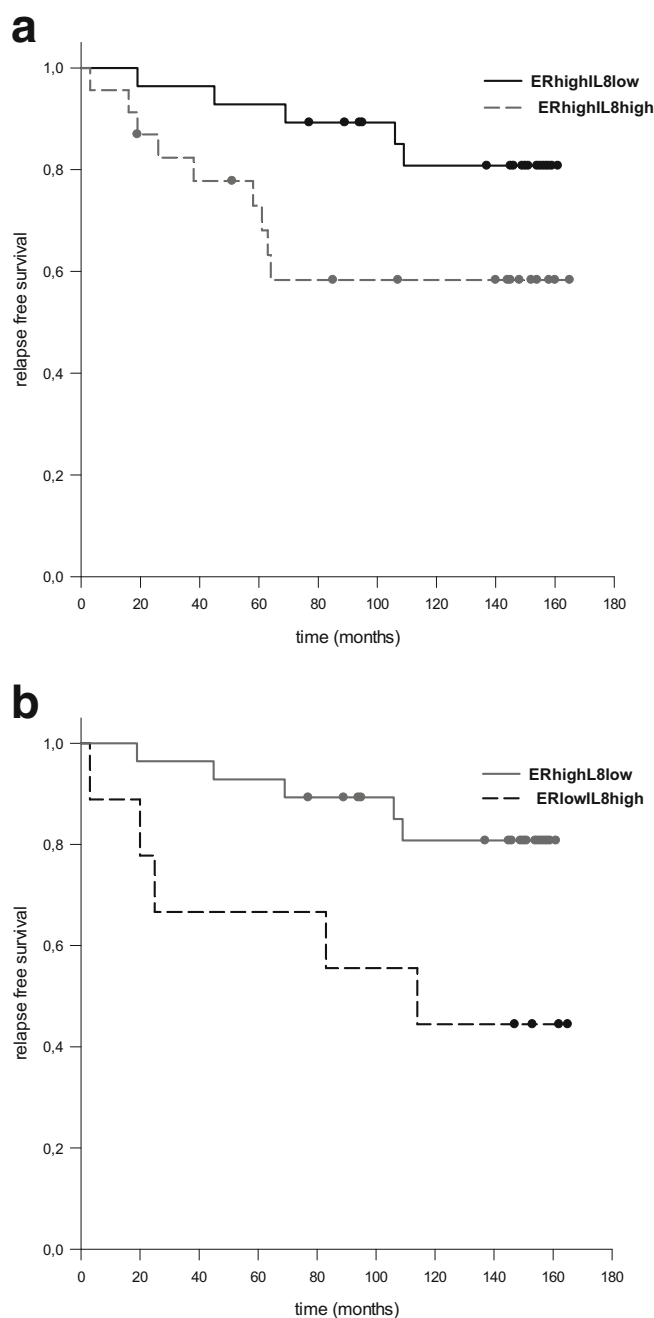 a
1,0
ERhighIL8low
ERhighIL8high
0,8
0,6
0,4
0,2
0,0
0 20 40 60 80 100 120 140 160 180
relapse free survival
time (months)
b
1,0
ERhighL8low
ERlowIL8high
0,8
0,6
0,4
0,2
0,0
0 20 40 60 80 100 120 140 160 180
relapse free survival
time (months)